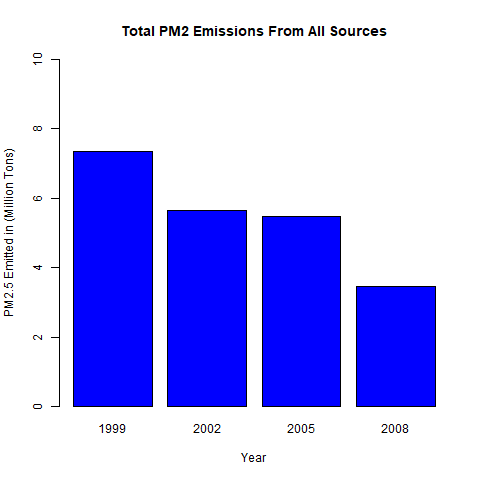 Total PM2 Emissions From All Sources
PM2.5 Emitted in (Million Tons)
10
8
6
4
2
0
1999 2002 2005 2008
Year